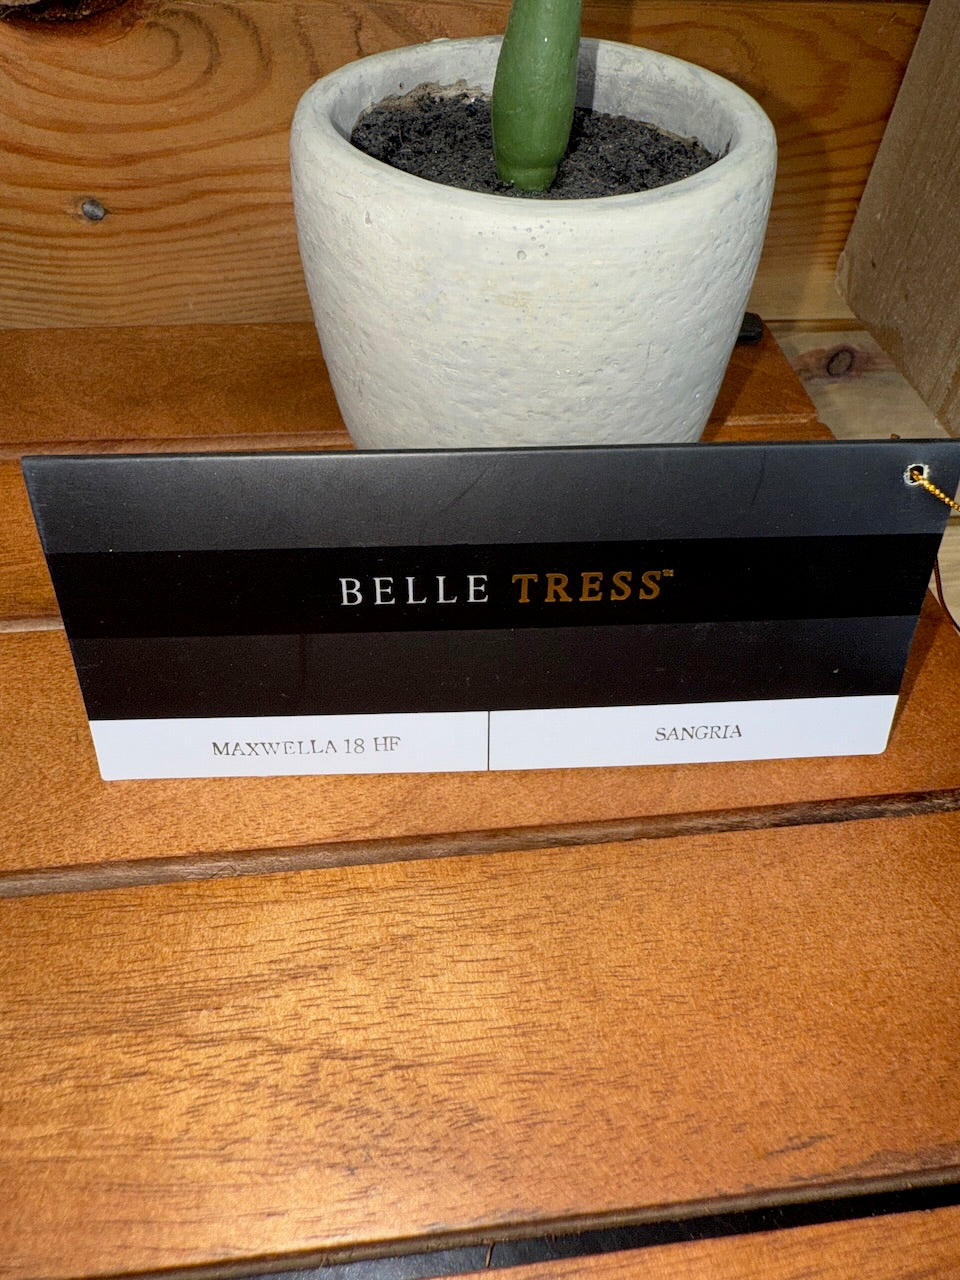 BELLE TRESS™
MAXWELLA 18 HF
SANGRIA